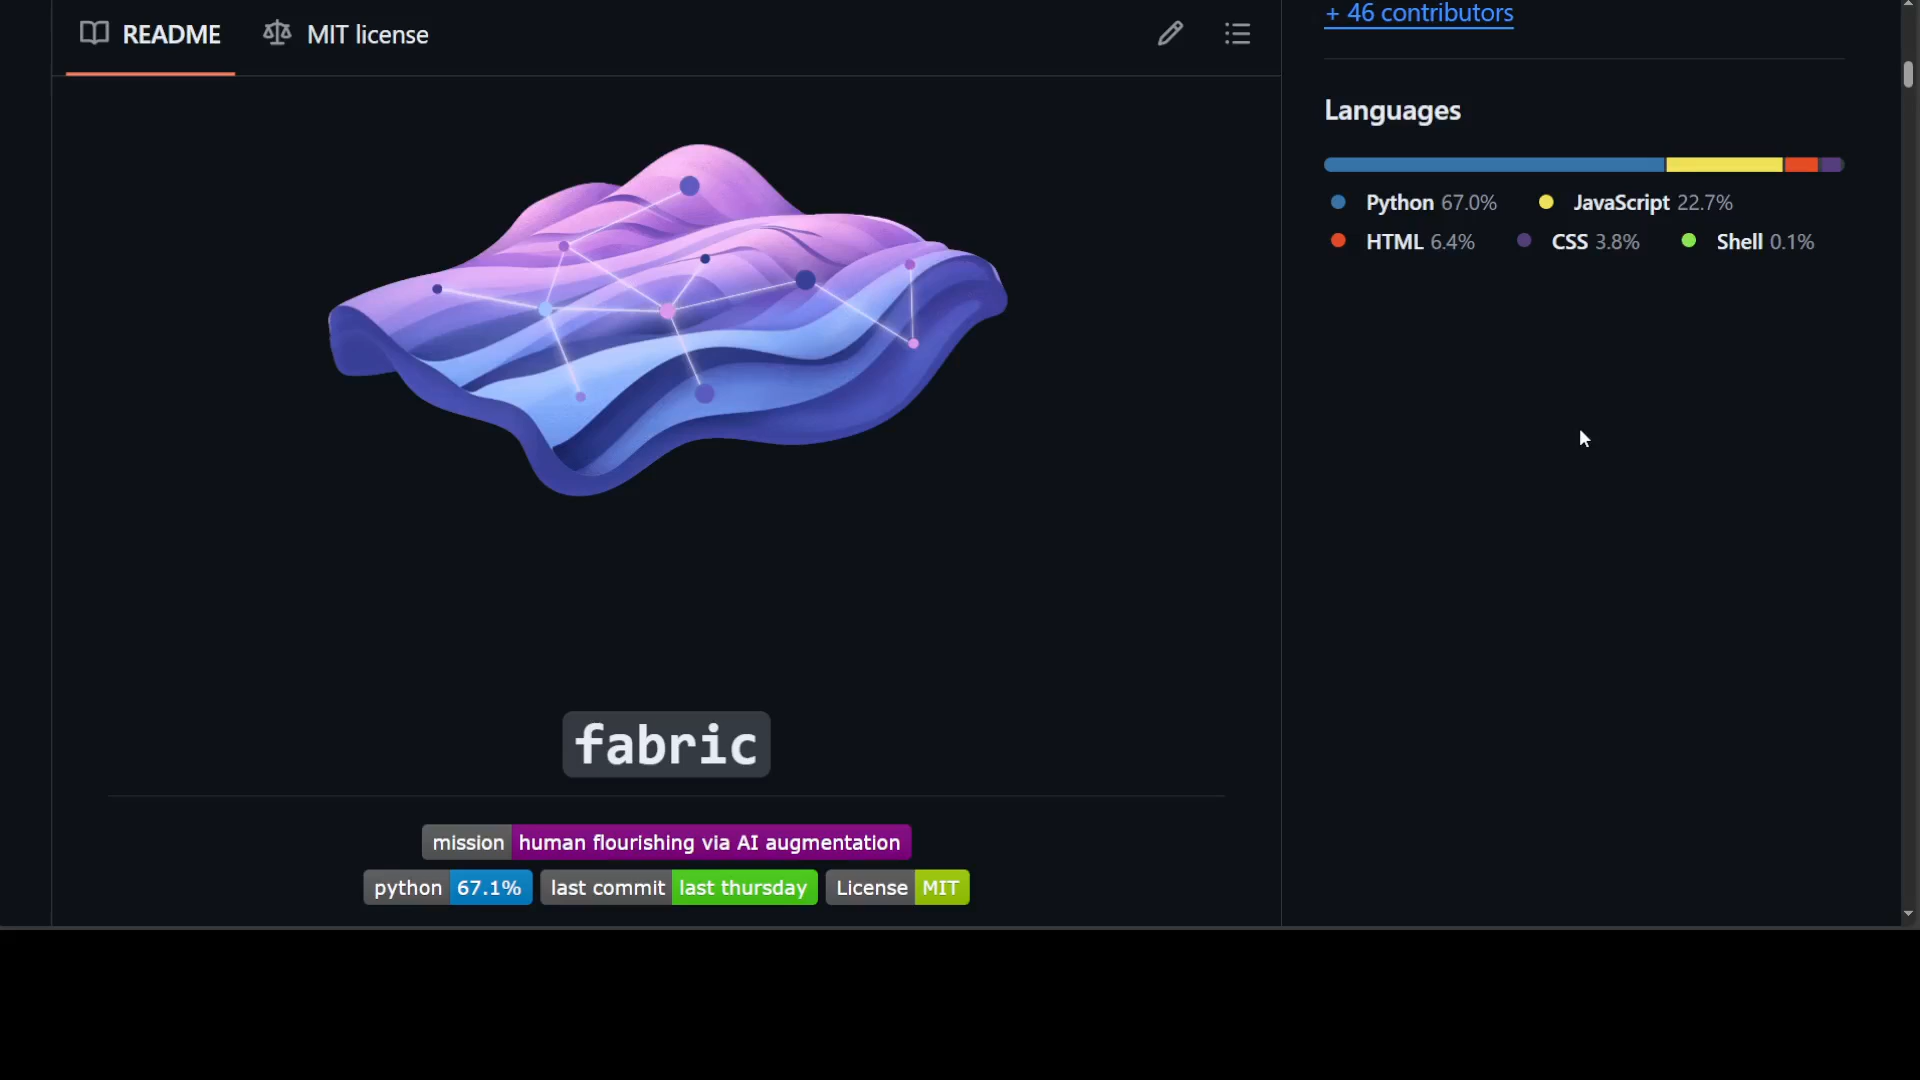 README
MIT license
+ 46 contributors
Languages
Python 67.0%
JavaScript 22.7%
HTML 6.4%
CSS 3.8%
Shell 0.1%
fabric
mission human flourishing via AI augmentation
python 67.1% last commit last thursday License MIT